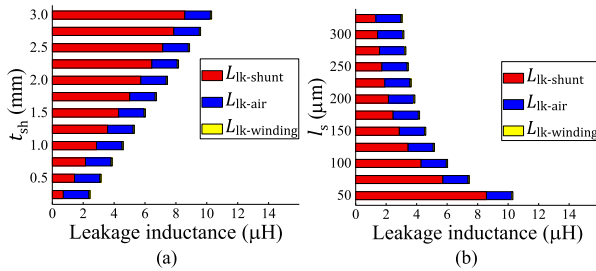 3.0
2.5
2.0
1.5
1.0
0.5
t_sh (mm)
L_lk-shunt
L_lk-air
L_lk-winding
0 2 4 6 8 10 12 14
Leakage inductance (μH)
(a)
300
250
200
150
100
50
l_s (μm)
L_lk-shunt
L_lk-air
L_lk-winding
0 2 4 6 8 10 12 14
Leakage inductance (μH)
(b)